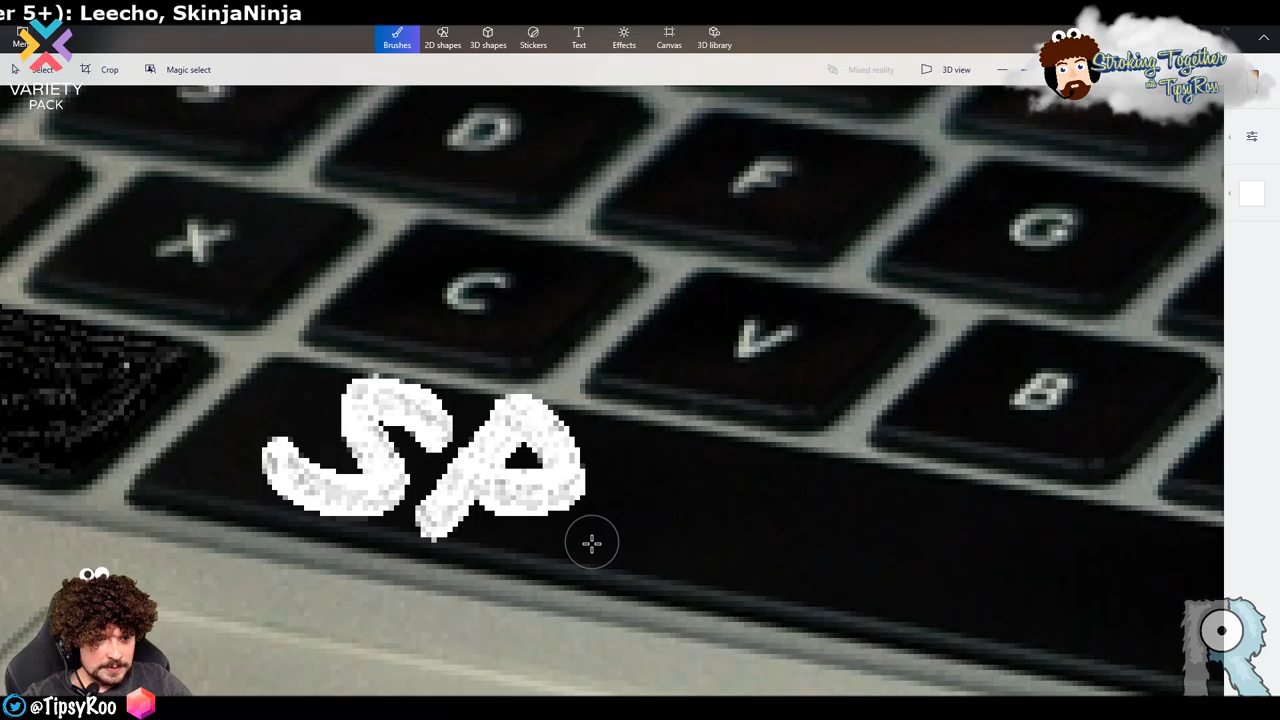 er 5+): Leecho, SkinjaNinja
Brushes 2D shapes 3D shapes Stickers Text Effects Canvas 3D library
Select Crop Magic select Mixed reality 3D view
VARIETY
PACK
Stroking Together
with TipsyRoss
D F G
X C V B
SP
R
@TipsyRoo